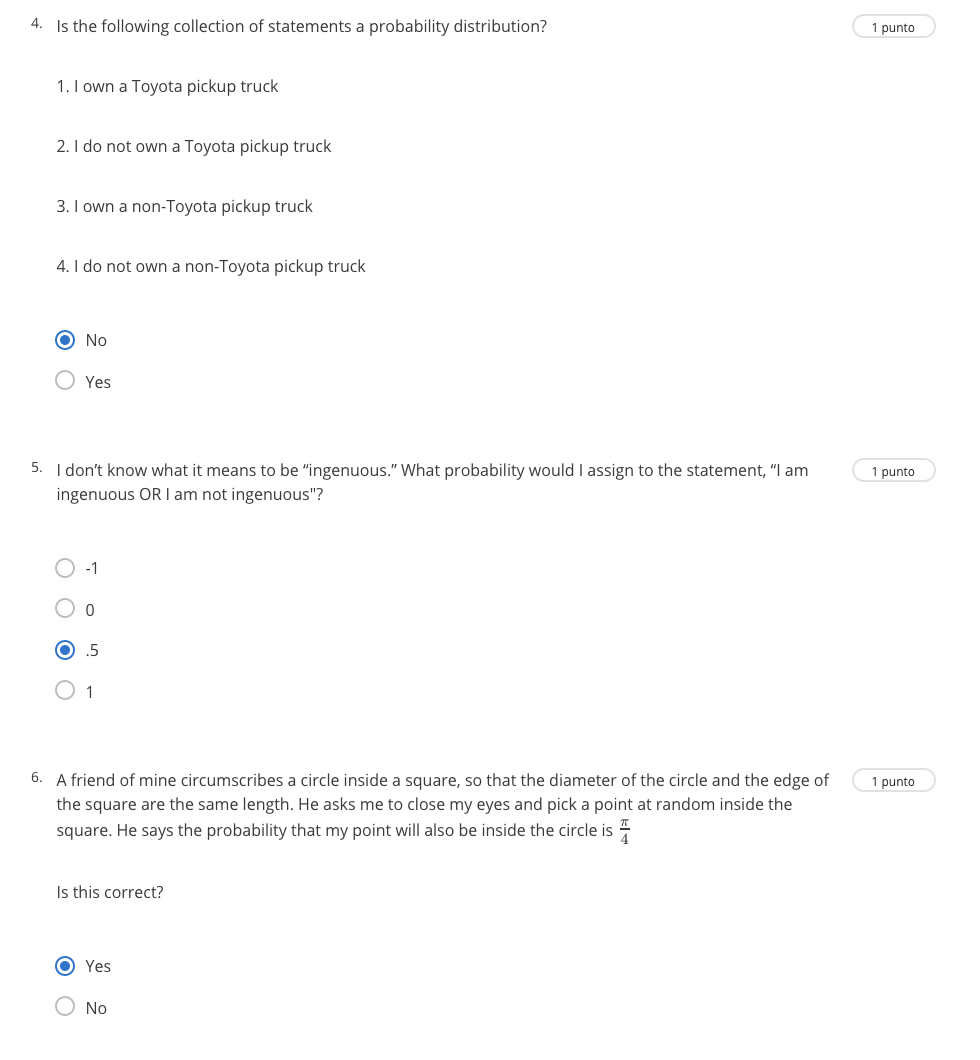 4. Is the following collection of statements a probability distribution?
1 punto
1. I own a Toyota pickup truck
2. I do not own a Toyota pickup truck
3. I own a non-Toyota pickup truck
4. I do not own a non-Toyota pickup truck
No
Yes
5. I don’t know what it means to be “ingenuous.” What probability would I assign to the statement, “I am
1 punto
ingenuous OR I am not ingenuous"?
-1
0
.5
1
6. A friend of mine circumscribes a circle inside a square, so that the diameter of the circle and the edge of
1 punto
the square are the same length. He asks me to close my eyes and pick a point at random inside the
square. He says the probability that my point will also be inside the circle is π/4
Is this correct?
Yes
No